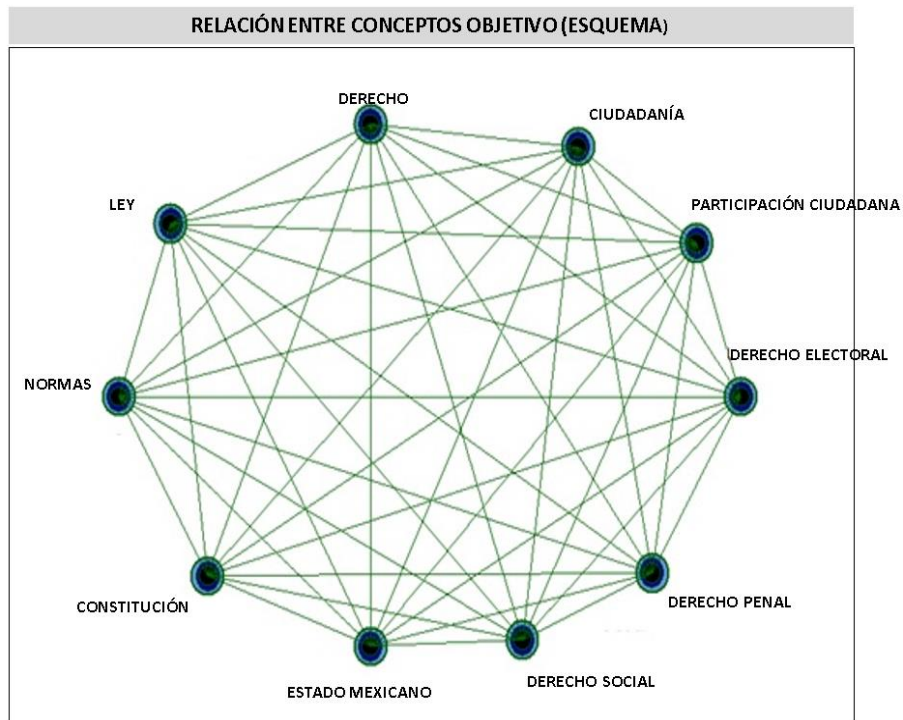 RELACIÓN ENTRE CONCEPTOS OBJETIVO (ESQUEMA)
DERECHO
CIUDADANÍA
LEY
PARTICIPACIÓN CIUDADANA
DERECHO ELECTORAL
NORMAS
CONSTITUCIÓN
DERECHO PENAL
ESTADO MEXICANO
DERECHO SOCIAL